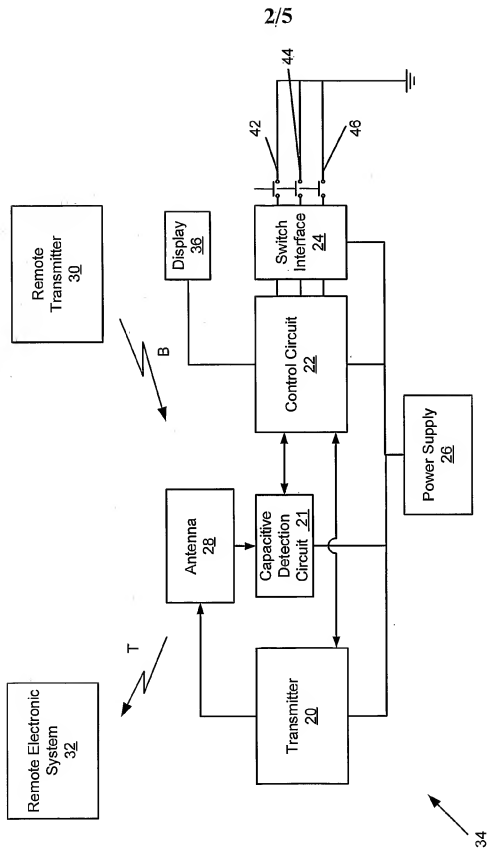 2/5
Remote Electronic
System
32
Remote
Transmitter
30
T
B
Antenna
28
Display
36
Transmitter
20
Capacitive
Detection
Circuit
21
Control Circuit
22
Switch
Interface
24
42
44
46
Power Supply
26
34